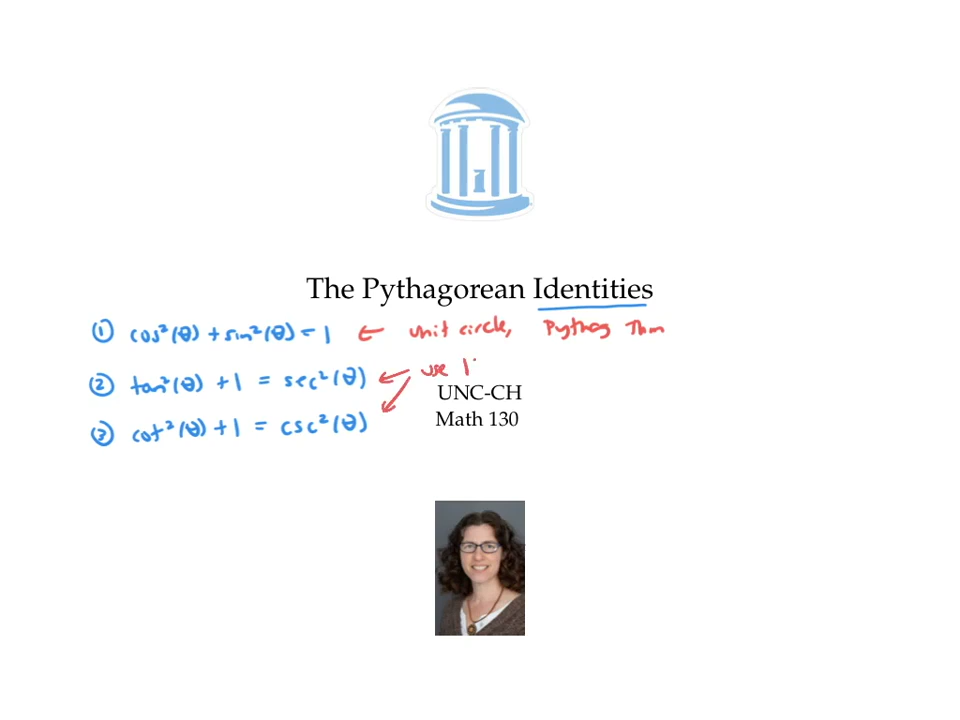 The Pythagorean Identities
① cos²(θ) + sin²(θ) = 1 ← unit circle, Pythag Thm
② tan²(θ) + 1 = sec²(θ) ← use
UNC-CH
Math 130
③ cot²(θ) + 1 = csc²(θ)